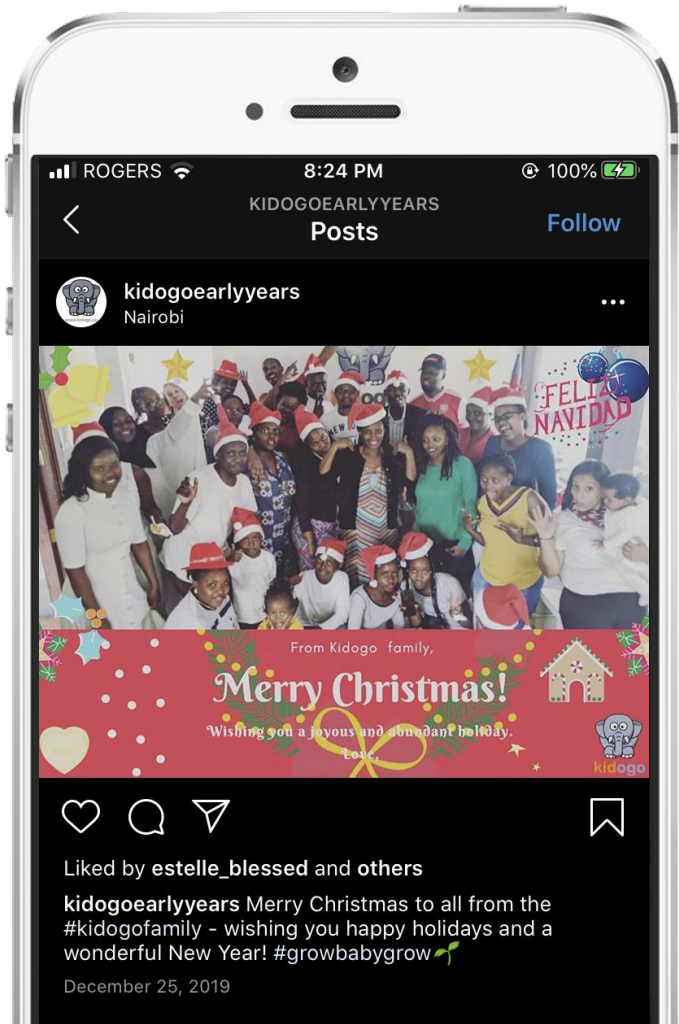 ROGERS 8:24 PM 100%
KIDOGOEARLYYEARS
Posts
Follow
kidogoearlyyears
Nairobi
FELIZ
NAVIDAD
From Kidogo family,
Merry Christmas!
Wishing you a joyous and abundant holiday.
Love,
kidogo
Liked by estelle_blessed and others
kidogoearlyyears Merry Christmas to all from the
#kidogofamily - wishing you happy holidays and a
wonderful New Year! #growbabygrow🌱
December 25, 2019